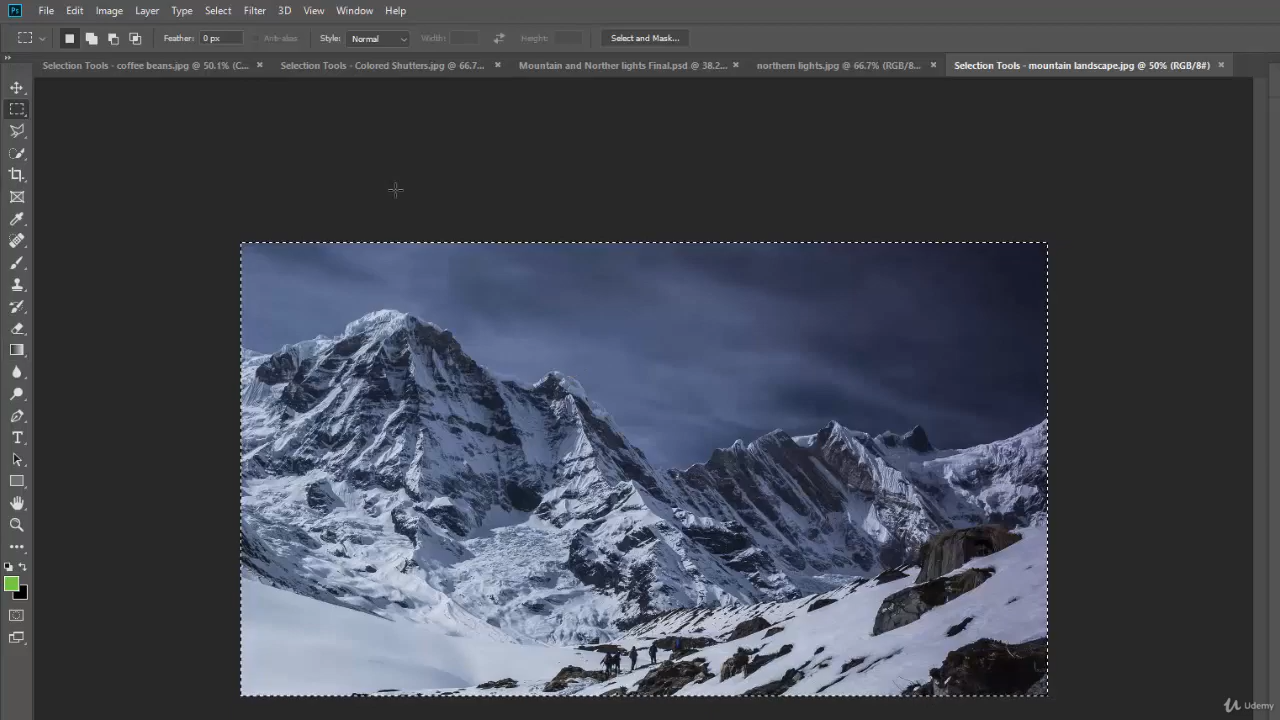 Ps File Edit Image Layer Type Select Filter 3D View Window Help
Feather: 0 px Anti-alias Style: Normal Width: Height: Select and Mask...
Selection Tools - coffee beans.jpg @ 50.1% (C... × Selection Tools - Colored Shutters.jpg @ 66.7... × Mountain and Norther lights Final.psd @ 38.2... × northern lights.jpg @ 66.7% (RGB/8... × Selection Tools - mountain landscape.jpg @ 50% (RGB/8#) ×
T
Udemy